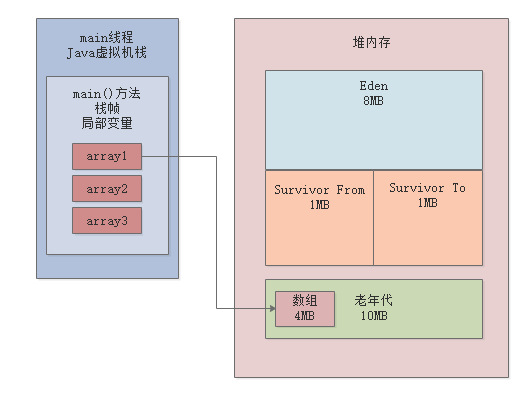 main线程
Java虚拟机栈
main()方法
栈帧
局部变量
array1
array2
array3
堆内存
Eden
8MB
Survivor From
1MB
Survivor To
1MB
数组
4MB
老年代
10MB